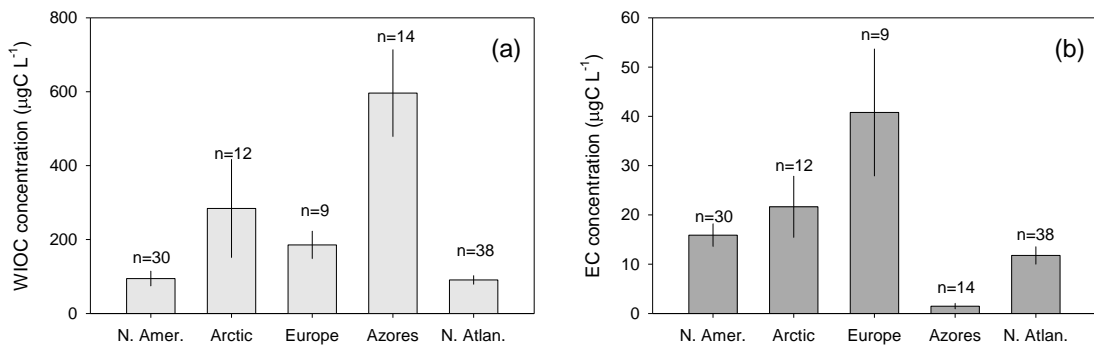 (a)
WIOC concentration (μgC L-1)
800
600
400
200
0
n=30
n=12
n=9
n=14
n=38
N. Amer.
Arctic
Europe
Azores
N. Atlan.
(b)
EC concentration (μgC L-1)
60
50
40
30
20
10
0
n=30
n=12
n=9
n=14
n=38
N. Amer.
Arctic
Europe
Azores
N. Atlan.